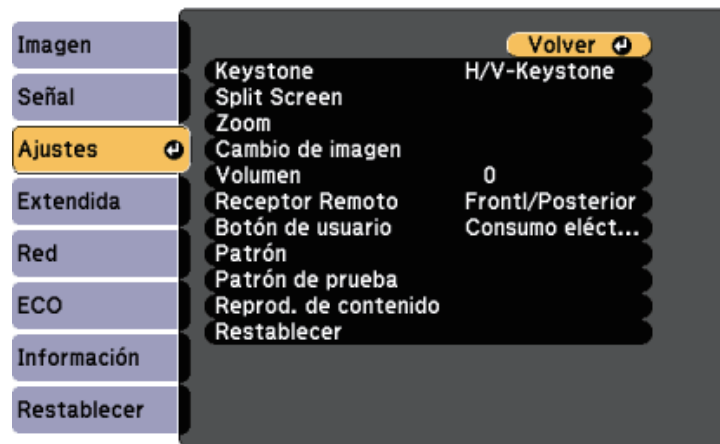 Imagen
Señal
Ajustes
Extendida
Red
ECO
Información
Restablecer
Volver
Keystone H/V-Keystone
Split Screen
Zoom
Cambio de imagen
Volumen 0
Receptor Remoto Frontl/Posterior
Botón de usuario Consumo eléct...
Patrón
Patrón de prueba
Reprod. de contenido
Restablecer